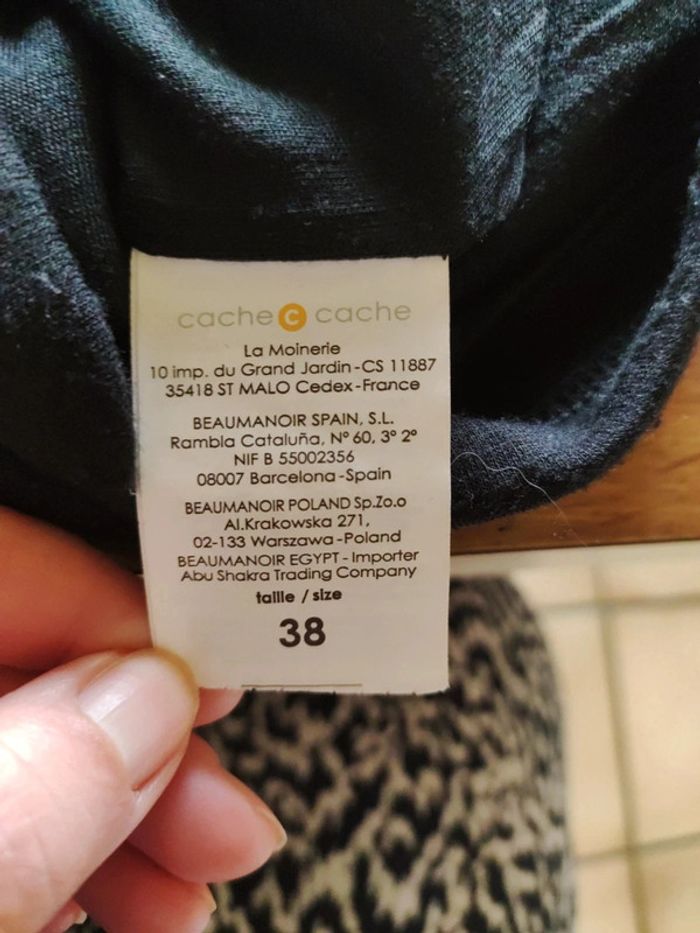 cache c cache
La Moinerie
10 imp. du Grand Jardin-CS 11887
35418 ST MALO Cedex-France
BEAUMANOIR SPAIN, S.L.
Rambla Cataluña, Nº 60, 3º 2º
NIF B 55002356
08007 Barcelona-Spain
BEAUMANOIR POLAND Sp.Zo.o
Al.Krakowska 271,
02-133 Warszawa-Poland
BEAUMANOIR EGYPT-Importer
Abu Shakra Trading Company
taille / size
38